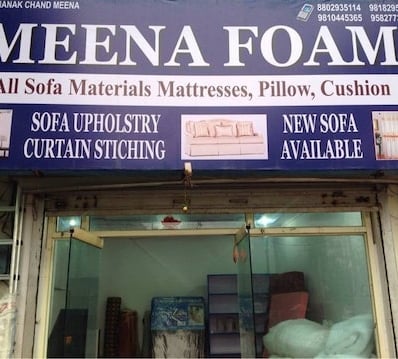 MANAK CHAND MEENA
8802935114
9810445365
MEENA FOAM
All Sofa Materials Mattresses, Pillow, Cushion
SOFA UPHOLSTRY
CURTAIN STICHING
NEW SOFA
AVAILABLE